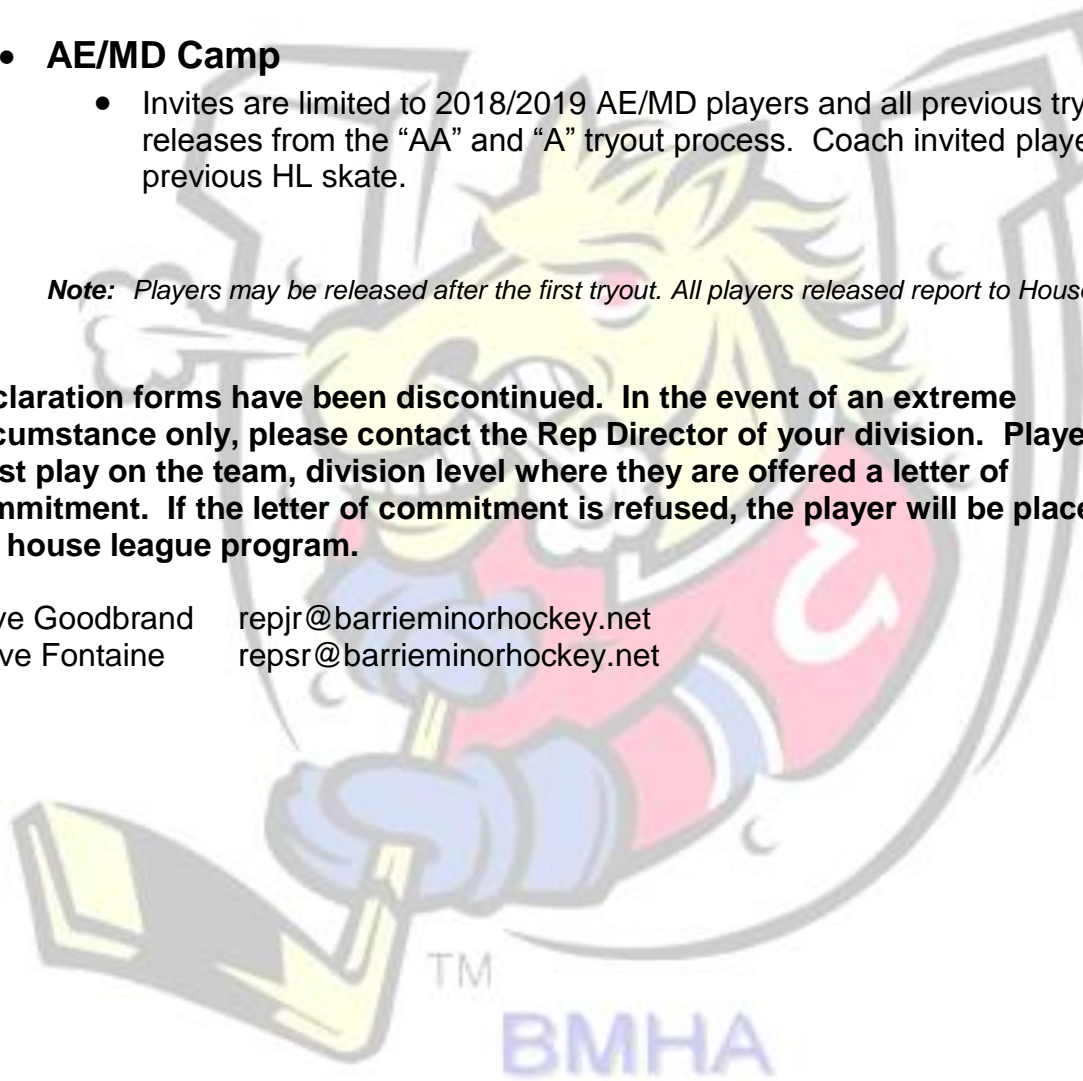 • AE/MD Camp
• Invites are limited to 2018/2019 AE/MD players and all previous try
releases from the “AA” and “A” tryout process. Coach invited playe
previous HL skate.
Note: Players may be released after the first tryout. All players released report to House
claration forms have been discontinued. In the event of an extreme
cumstance only, please contact the Rep Director of your division. Playe
st play on the team, division level where they are offered a letter of
mmitment. If the letter of commitment is refused, the player will be place
house league program.
ve Goodbrand repjr@barrieminorhockey.net
ve Fontaine repsr@barrieminorhockey.net
TM
BMHA